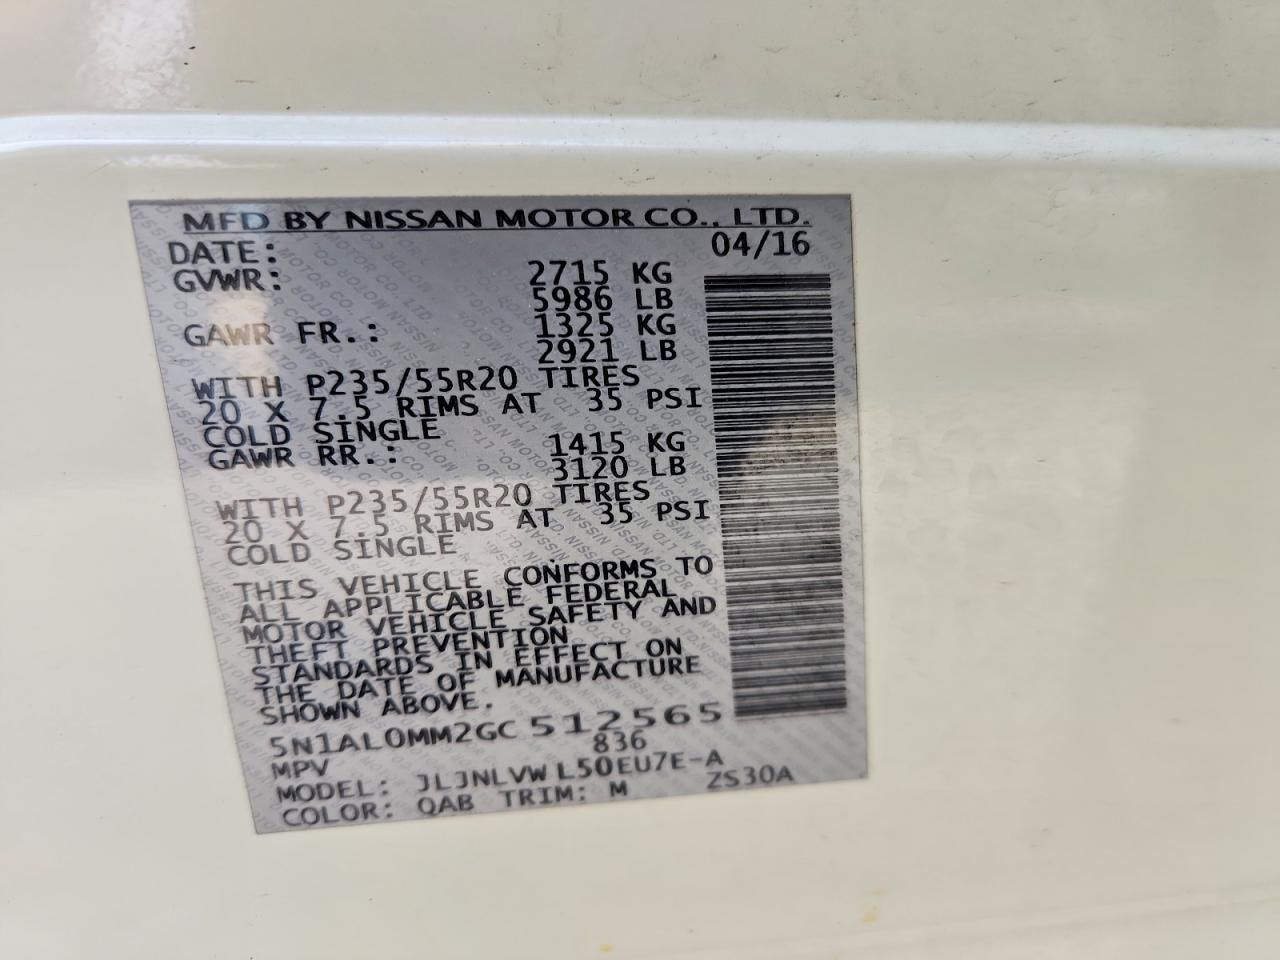 MFD BY NISSAN MOTOR CO., LTD.
DATE: 04/16
GVWR: 2715 KG
5986 LB
GAWR FR.: 1325 KG
2921 LB
WITH P235/55R20 TIRES
20 X 7.5 RIMS AT 35 PSI
COLD SINGLE
GAWR RR.: 1415 KG
3120 LB
WITH P235/55R20 TIRES
20 X 7.5 RIMS AT 35 PSI
COLD SINGLE
THIS VEHICLE CONFORMS TO
ALL APPLICABLE FEDERAL
MOTOR VEHICLE SAFETY AND
THEFT PREVENTION
STANDARDS IN EFFECT ON
THE DATE OF MANUFACTURE
SHOWN ABOVE.
5N1AL0MM2GC512565
836
MPV
MODEL: JLJNLVWL50EU7E-A
COLOR: QAB TRIM: M ZS30A